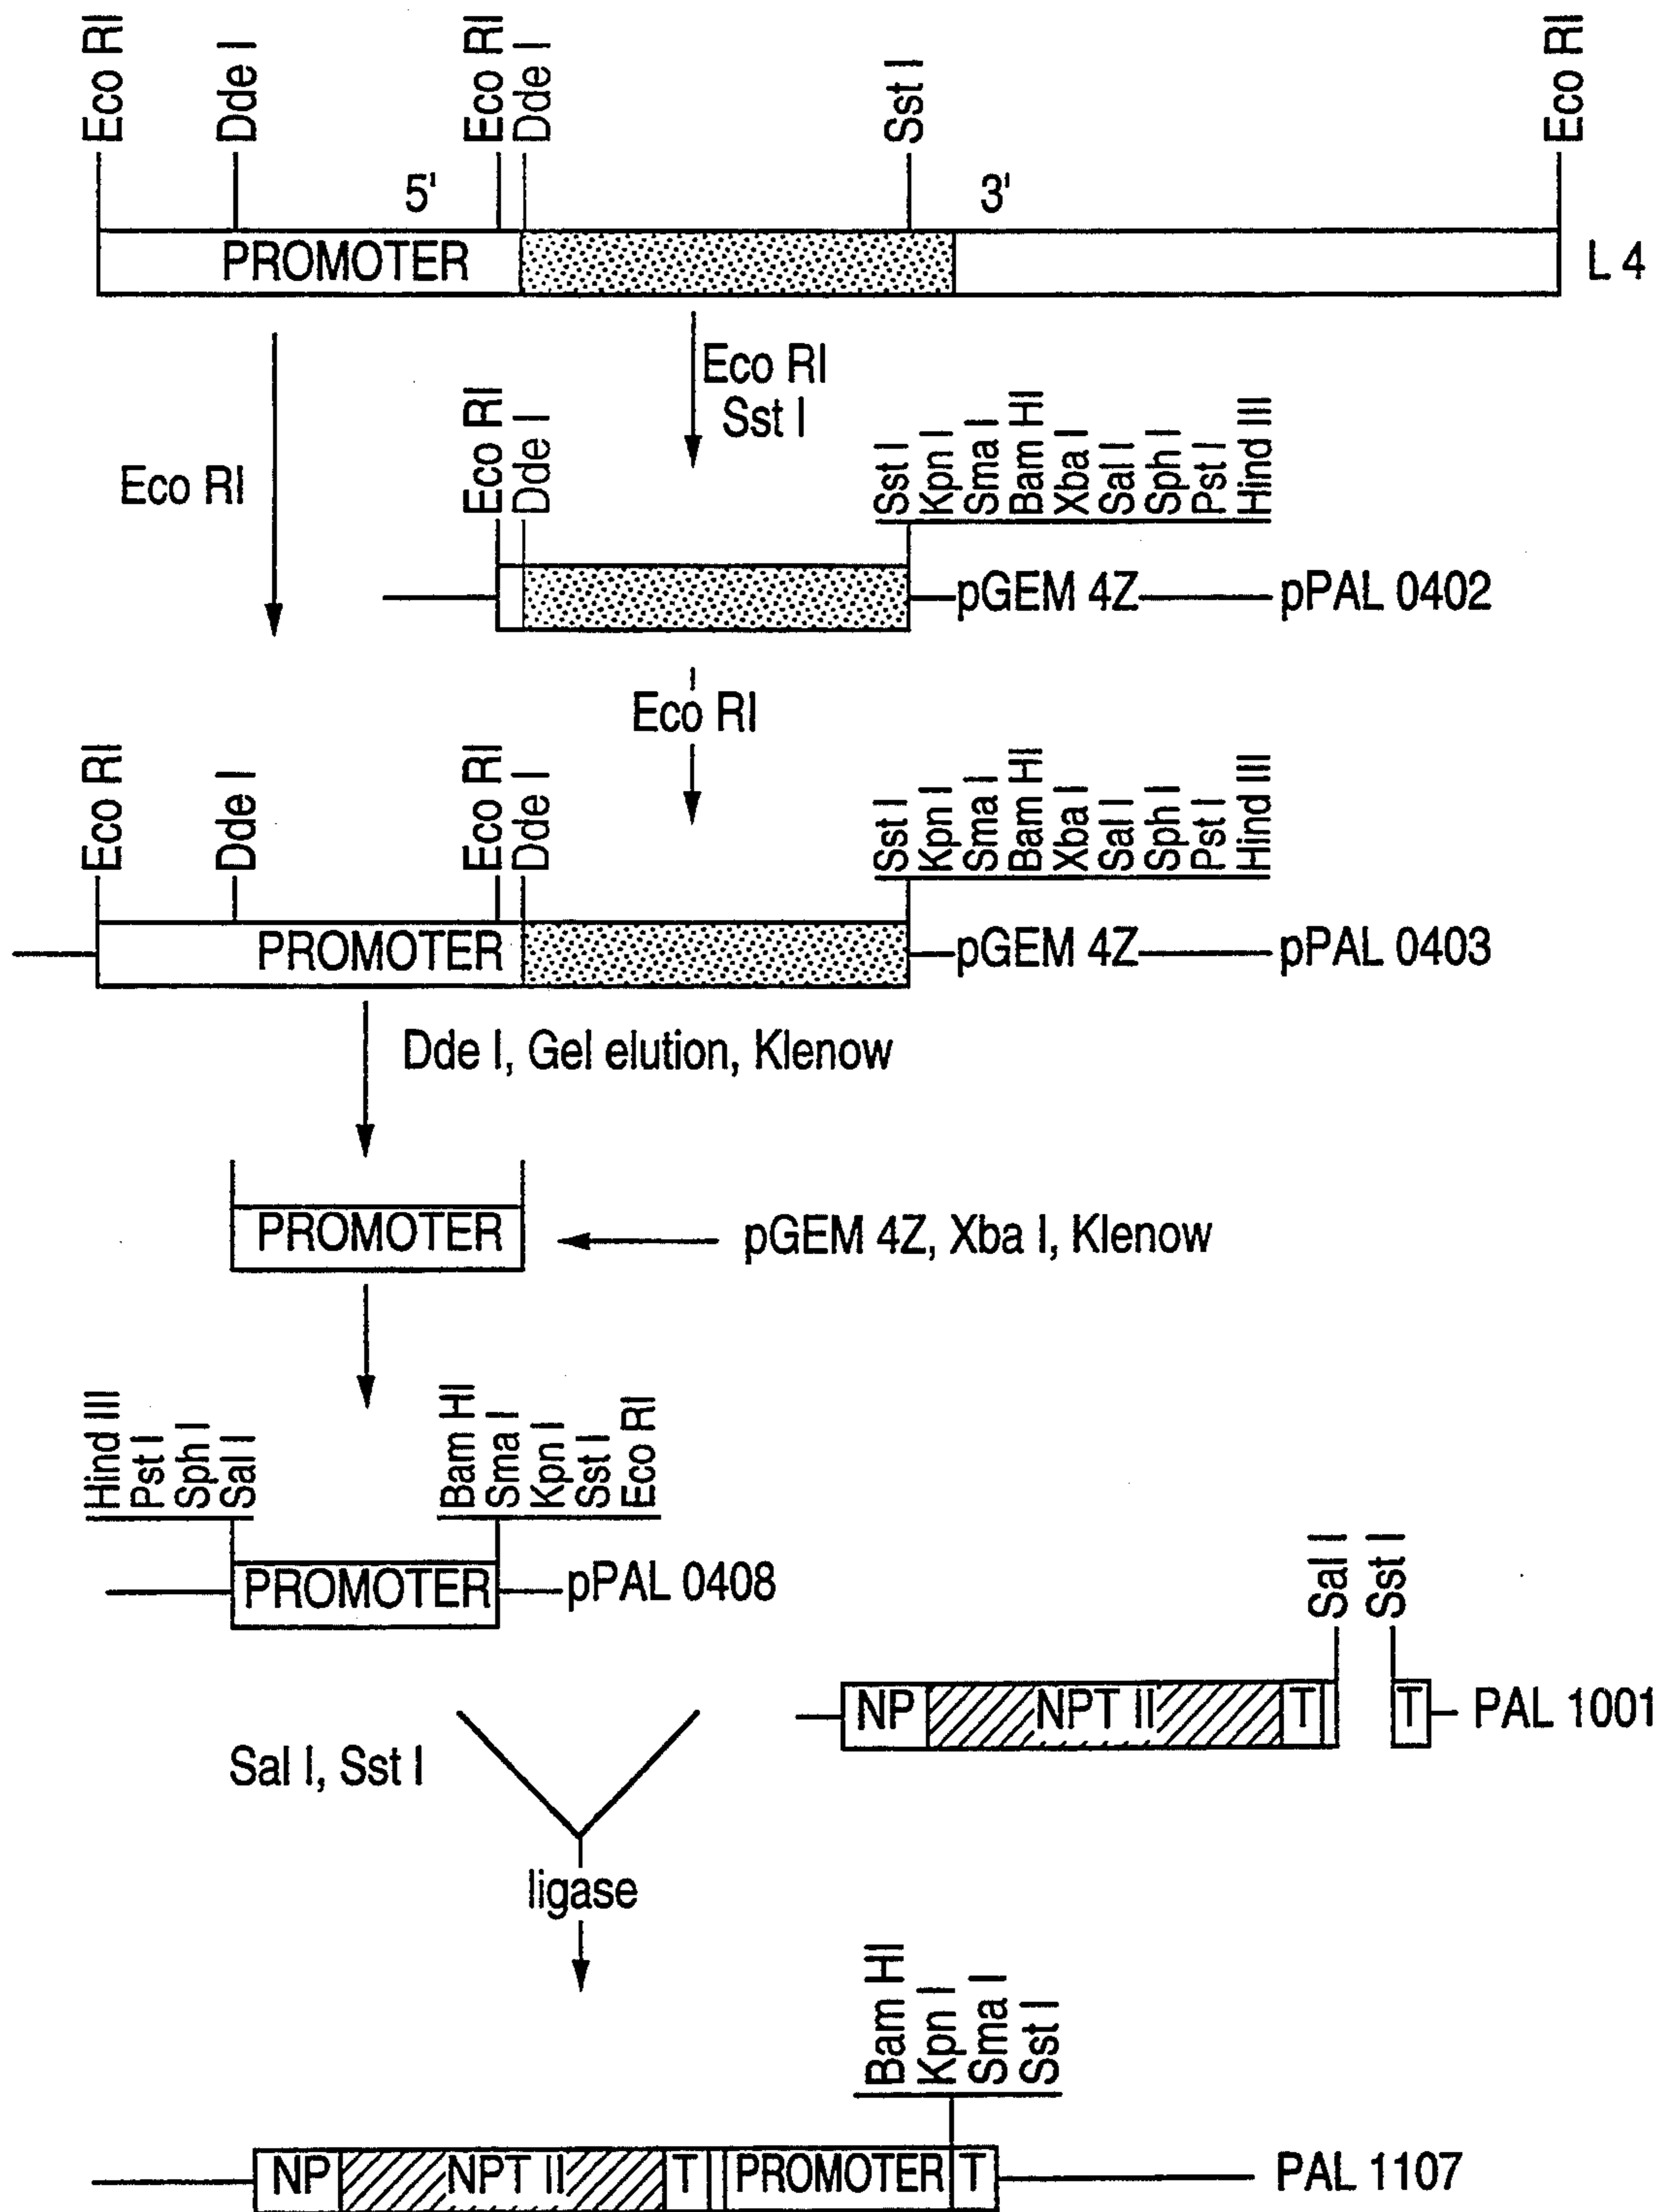 Eco RI
Dde I
Eco RI
Dde I
Sst I
Eco RI
5'
3'
PROMOTER
L 4
Eco RI
Eco RI
Sst I
Eco RI
Dde I
Sst I
Kpn I
Sma I
Bam HI
Xba I
Sal I
Sph I
Pst I
Hind III
pGEM 4Z
pPAL 0402
Eco RI
Eco RI
Dde I
Eco RI
Dde I
Sst I
Kpn I
Sma I
Bam HI
Xba I
Sal I
Sph I
Pst I
Hind III
PROMOTER
pGEM 4Z
pPAL 0403
Dde I, Gel elution, Klenow
PROMOTER
pGEM 4Z, Xba I, Klenow
Hind III
Pst I
Sph I
Sal I
Bam HI
Sma I
Kpn I
Sst I
Eco RI
PROMOTER
pPAL 0408
Sal I
Sst I
NP
NPT II
T
T
PAL 1001
Sal I, Sst I
ligase
Bam HI
Kpn I
Sma I
Sst I
NP
NPT II
T
PROMOTER
T
PAL 1107